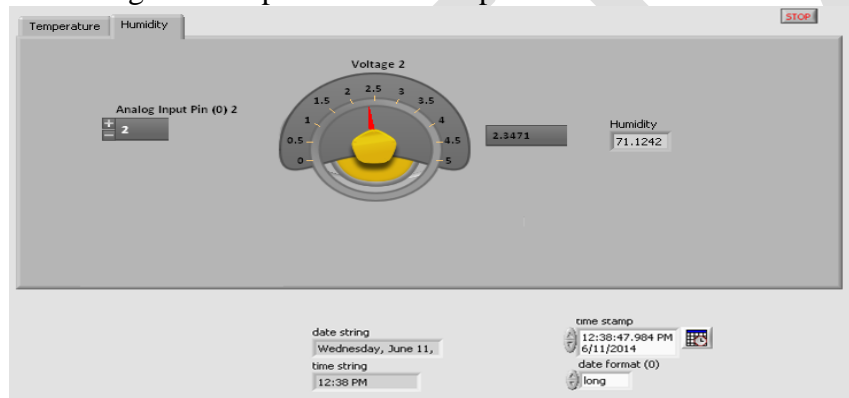 STOP
Temperature
Humidity
Voltage 2
Analog Input Pin (0) 2
2
0
0.5
1
1.5
2
2.5
3
3.5
4
4.5
5
2.3471
Humidity
71.1242
date string
Wednesday, June 11,
time string
12:38 PM
time stamp
12:38:47.984 PM
6/11/2014
date format (0)
long